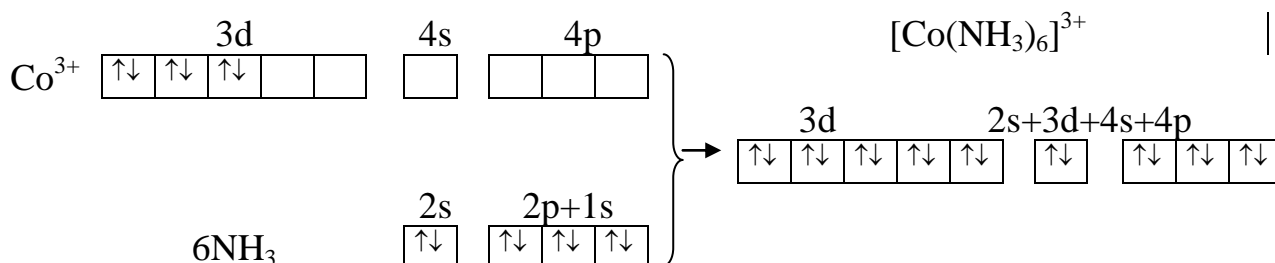 3d 4s 4p [Co(NH₃)₆]³⁺
Co³⁺ ↑↓ ↑↓ ↑↓
3d 2s+3d+4s+4p
↑↓ ↑↓ ↑↓ ↑↓ ↑↓ ↑↓ ↑↓ ↑↓ ↑↓
2s 2p+1s
6NH₃ ↑↓ ↑↓ ↑↓ ↑↓